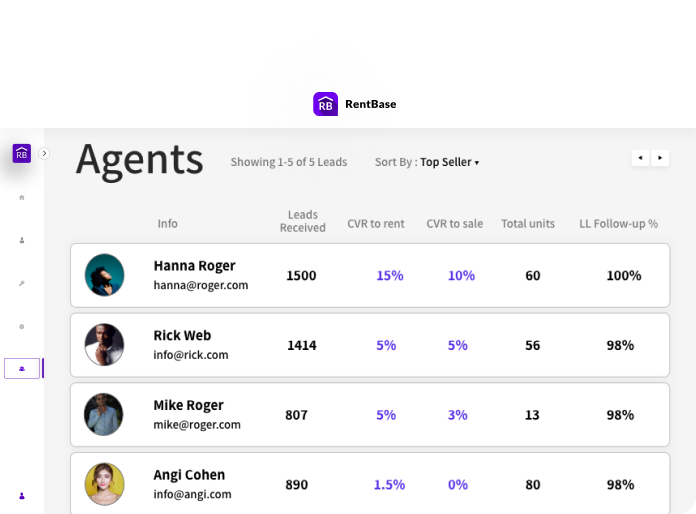 RB RentBase
RB
Agents
Showing 1-5 of 5 Leads
Sort By : Top Seller
Info
Leads
Received
CVR to rent
CVR to sale
Total units
LL Follow-up %
Hanna Roger
hanna@roger.com
1500
15%
10%
60
100%
Rick Web
info@rick.com
1414
5%
5%
56
98%
Mike Roger
mike@roger.com
807
5%
3%
13
98%
Angi Cohen
info@angi.com
890
1.5%
0%
80
98%